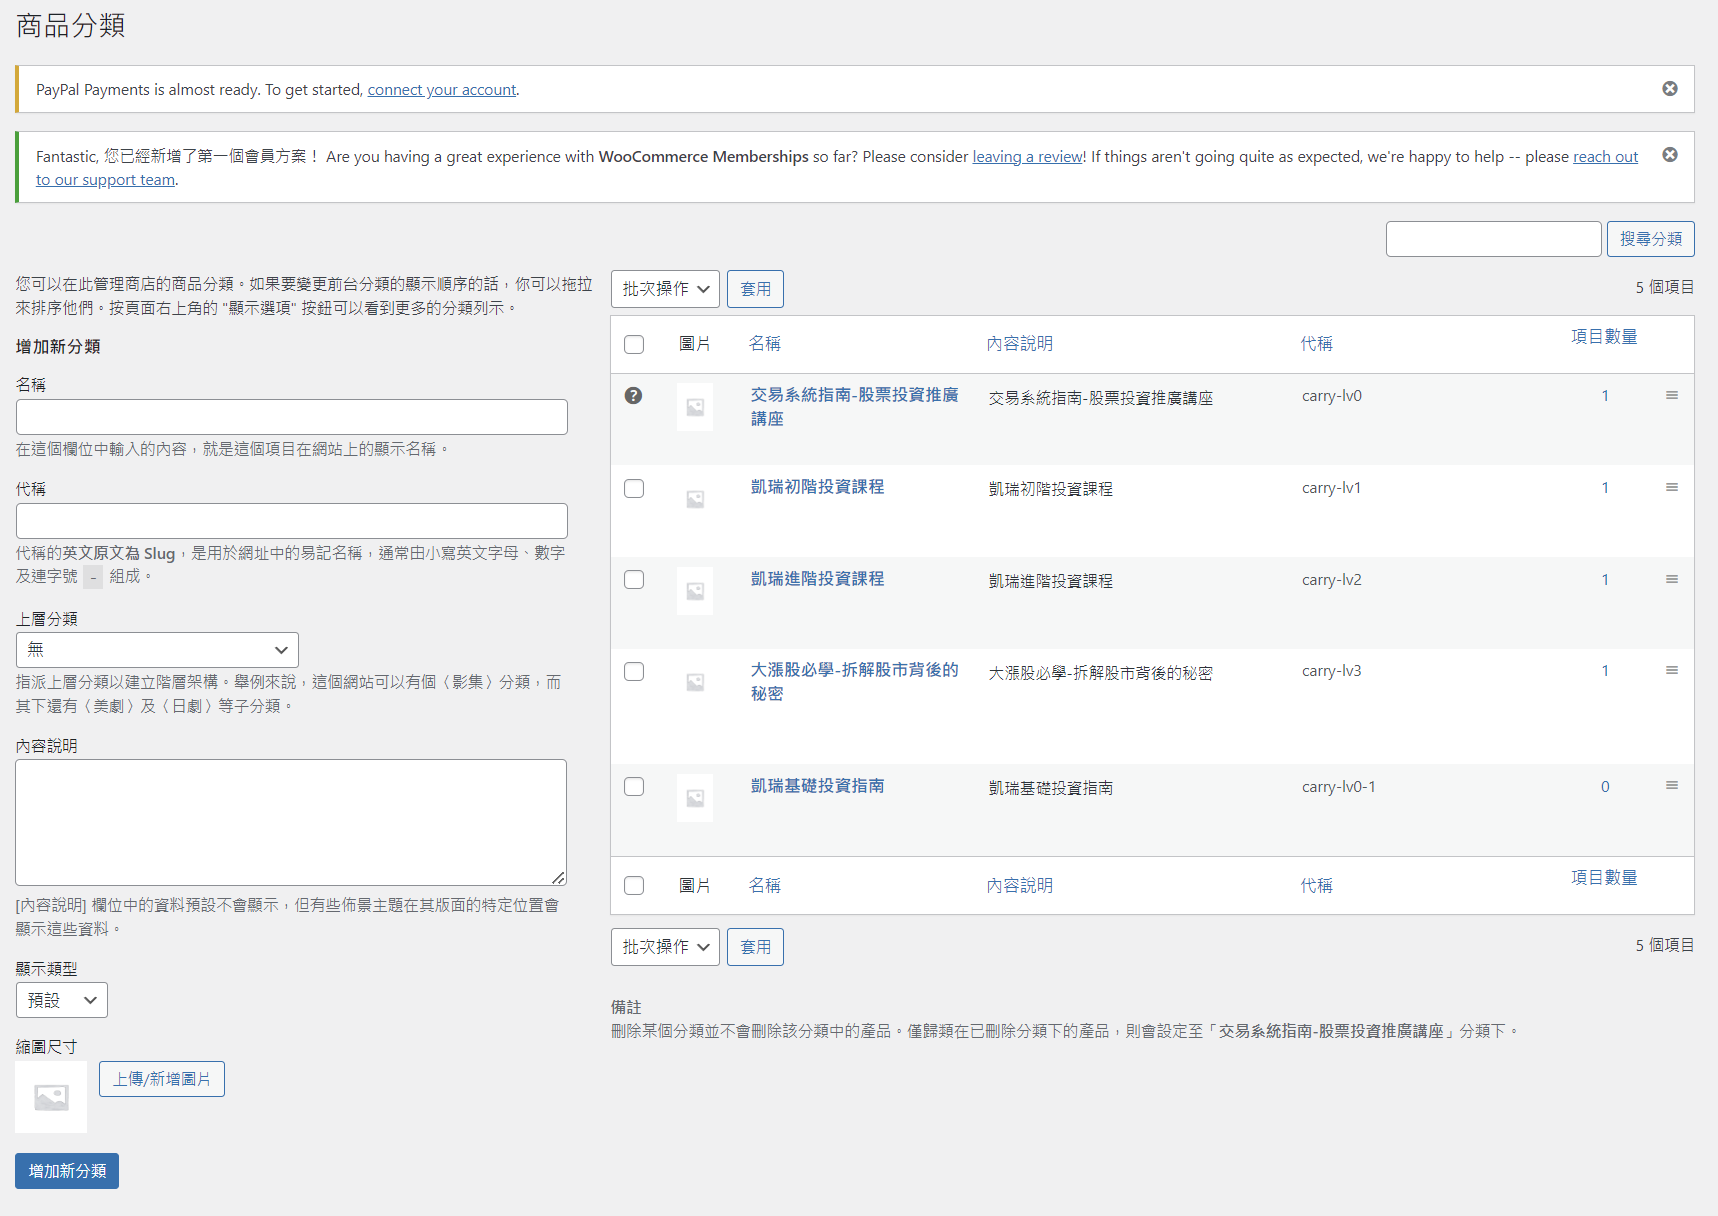 商品分類
PayPal Payments is almost ready. To get started, connect your account.
Fantastic, 您已經新增了第一個會員方案！ Are you having a great experience with WooCommerce Memberships so far? Please consider leaving a review! If things aren't going quite as expected, we're happy to help -- please reach out
to our support team.
搜尋分類
您可以在此管理商店的商品分類。如果要變更前台分類的顯示順序的話，你可以拖拉
來排序他們。按頁面右上角的 "顯示選項" 按鈕可以看到更多的分類列示。
增加新分類
名稱
在這個欄位中輸入的內容，就是這個項目在網站上的顯示名稱。
代稱
代稱的英文原文為 Slug，是用於網址中的易記名稱，通常由小寫英文字母、數字
及連字號 - 組成。
上層分類
無
指派上層分類以建立階層架構。舉例來說，這個網站可以有個〈影集〉分類，而
其下還有〈美劇〉及〈日劇〉等子分類。
內容說明
[內容說明] 欄位中的資料預設不會顯示，但有些佈景主題在其版面的特定位置會
顯示這些資料。
顯示類型
預設
縮圖尺寸
上傳/新增圖片
增加新分類
批次操作 套用 5 個項目
圖片 名稱 內容說明 代稱 項目數量
交易系統指南-股票投資推廣 交易系統指南-股票投資推廣講座 carry-lv0 1
講座
凱瑞初階投資課程 凱瑞初階投資課程 carry-lv1 1
凱瑞進階投資課程 凱瑞進階投資課程 carry-lv2 1
大漲股必學-拆解股市背後的 大漲股必學-拆解股市背後的秘密 carry-lv3 1
秘密
凱瑞基礎投資指南 凱瑞基礎投資指南 carry-lv0-1 0
圖片 名稱 內容說明 代稱 項目數量
批次操作 套用 5 個項目
備註
刪除某個分類並不會刪除該分類中的產品。僅歸類在已刪除分類下的產品，則會設定至「交易系統指南-股票投資推廣講座」分類下。